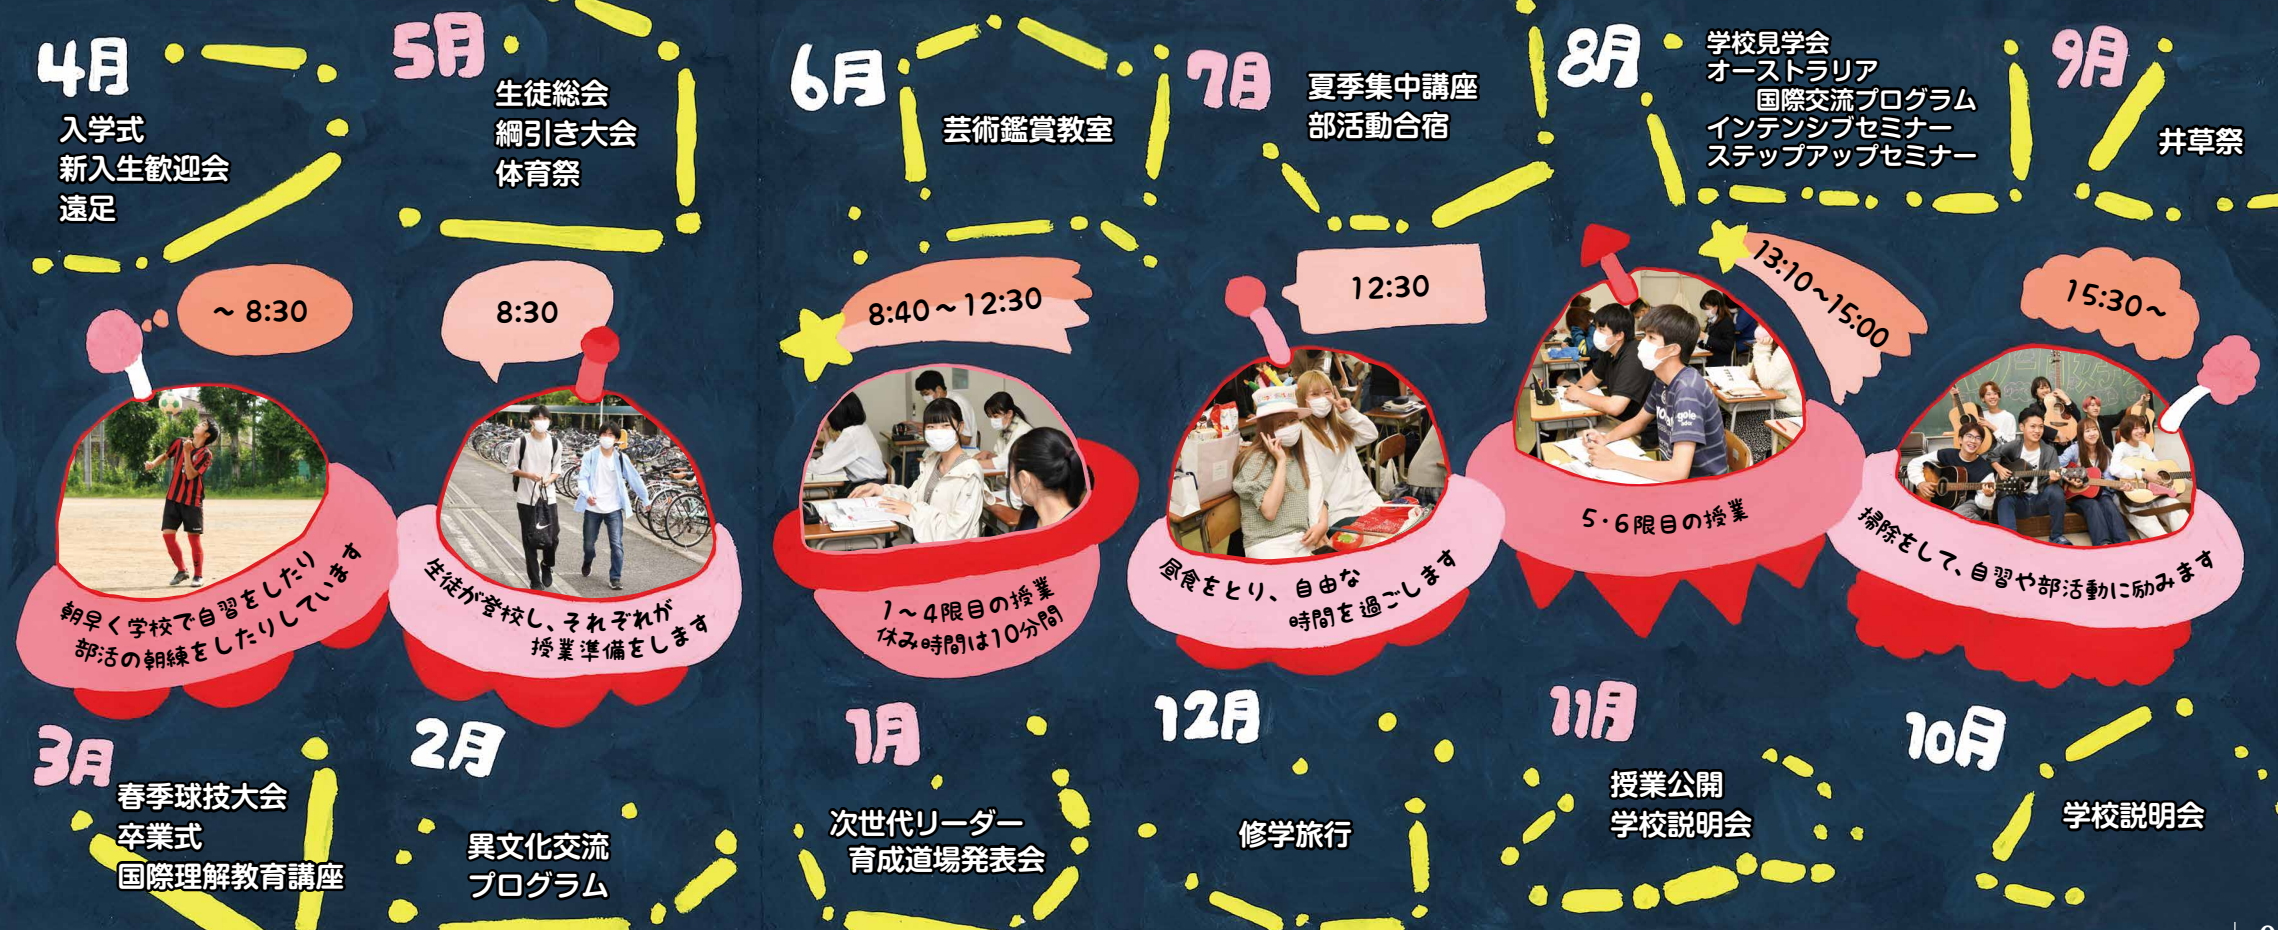 4月
入学式
新入生歓迎会
遠足
5月
生徒総会
綱引き大会
体育祭
6月
芸術鑑賞教室
7月
夏季集中講座
部活動合宿
8月
学校見学会
オーストラリア
国際交流プログラム
インテンシブセミナー
ステップアップセミナー
9月
井草祭
～ 8:30
朝早く学校で自習をしたり
部活の朝練をしたりしています
8:30
生徒が登校し、それぞれが
授業準備をします
8:40～12:30
1～4限目の授業
休み時間は10分間
12:30
昼食をとり、自由な
時間を過ごします
13:10～15:00
5・6限目の授業
15:30～
掃除をして、自習や部活動に励みます
3月
春季球技大会
卒業式
国際理解教育講座
2月
異文化交流
プログラム
1月
次世代リーダー
育成道場発表会
12月
修学旅行
11月
授業公開
学校説明会
10月
学校説明会